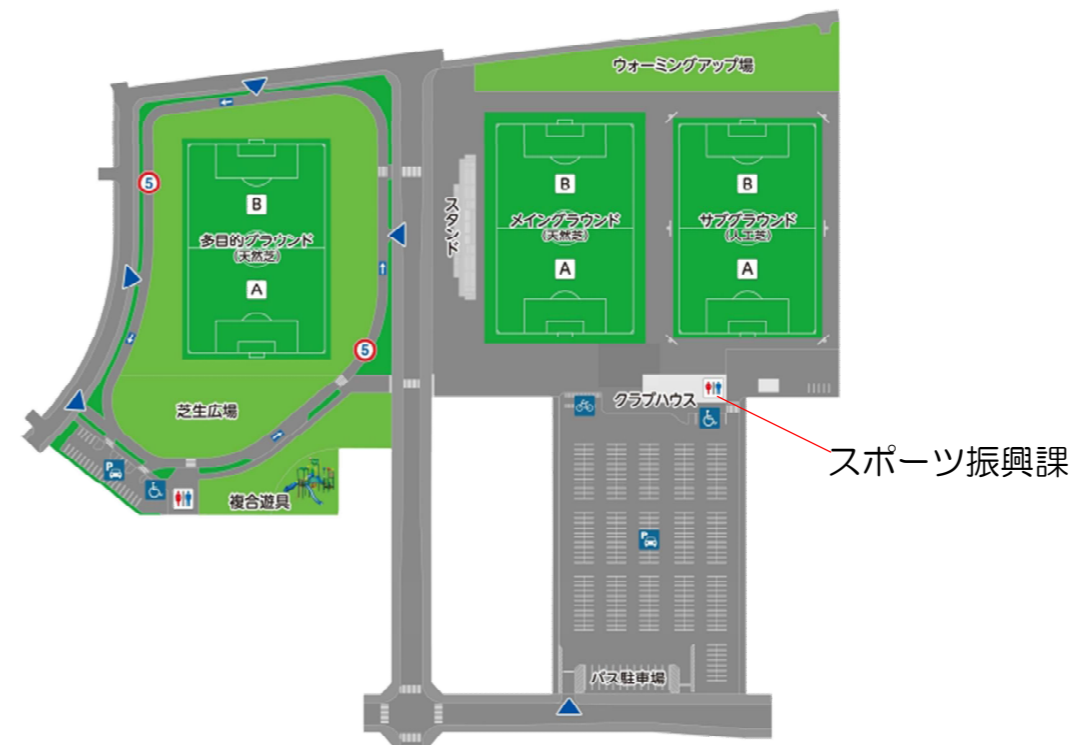 ウォーミングアップ場
5
B
多目的グラウンド
(天然芝)
A
スタンド
B
メイングラウンド
(天然芝)
A
B
サブグラウンド
(人工芝)
A
5
芝生広場
クラブハウス
スポーツ振興課
P
複合遊具
P
バス駐車場